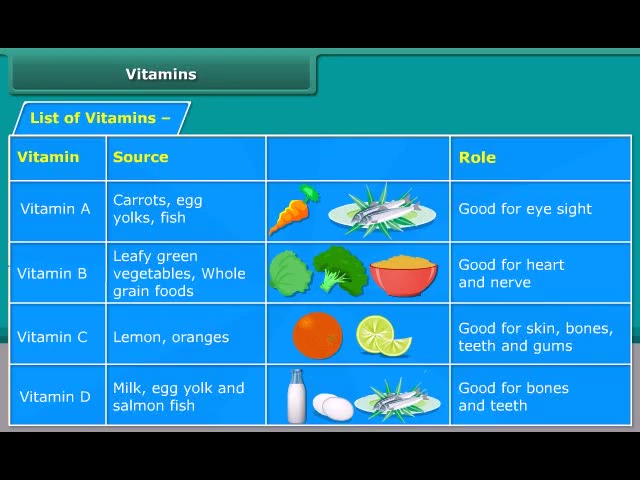 Vitamins
List of Vitamins –
Vitamin Source Role
Vitamin A
Carrots, egg
yolks, fish
Good for eye sight
Vitamin B
Leafy green
vegetables, Whole
grain foods
Good for heart
and nerve
Vitamin C
Lemon, oranges
Good for skin, bones,
teeth and gums
Vitamin D
Milk, egg yolk and
salmon fish
Good for bones
and teeth